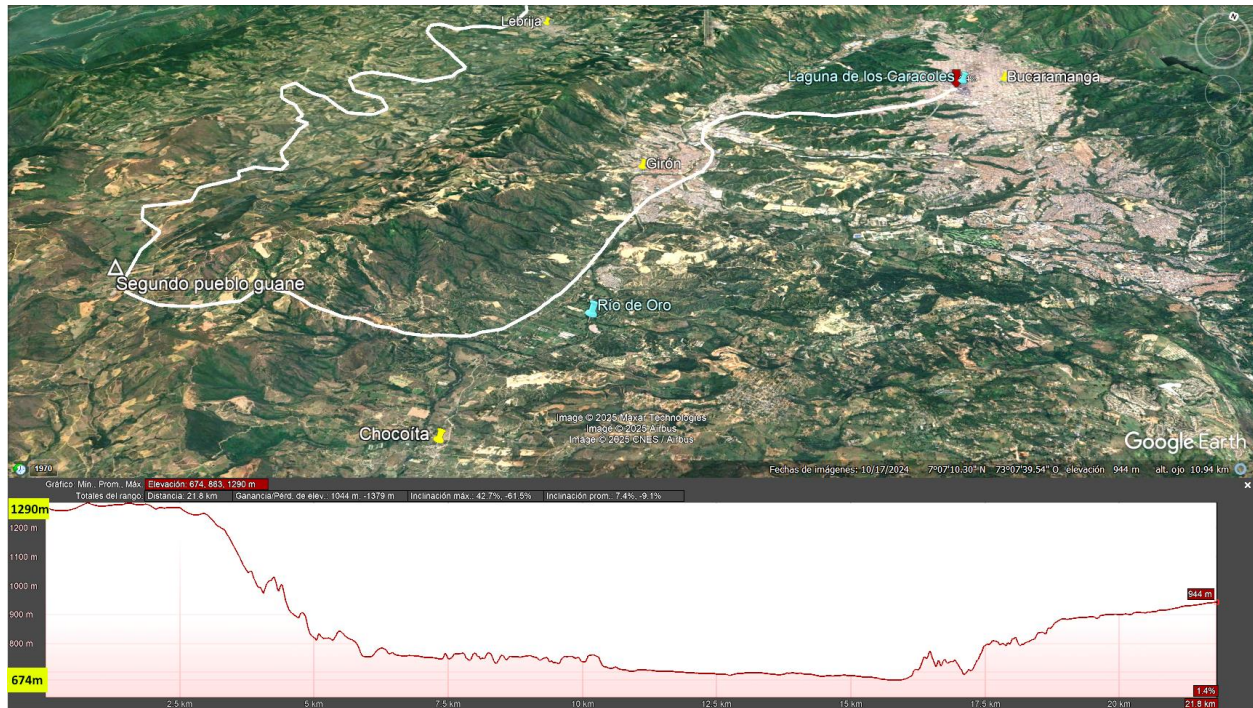 Lebrija
N
Laguna de los Caracoles
Bucaramanga
Girón
Segundo pueblo guane
Río de Oro
Chocoíta
Image © 2025 Maxar Technologies
Image © 2025 Airbus
Image © 2025 CNES / Airbus
Google Earth
1970
Fechas de imágenes: 10/17/2024 7°07'10.30" N 73°07'39.54" O elevación 944 m alt. ojo 10.94 km
Gráfico: Mín., Prom., Máx. Elevación: 674, 863, 1290 m
Totales del rango: Distancia: 21.8 km Ganancia/Pérd. de elev.: 1044 m, -1379 m Inclinación máx.: 42.7%, -61.5% Inclinación prom.: 7.4%, -9.1%
1290m
1200 m
1100 m
1000 m
900 m
800 m
674m
944 m
1.4%
2.5 km 5 km 7.5 km 10 km 12.5 km 15 km 17.5 km 20 km 21.8 km